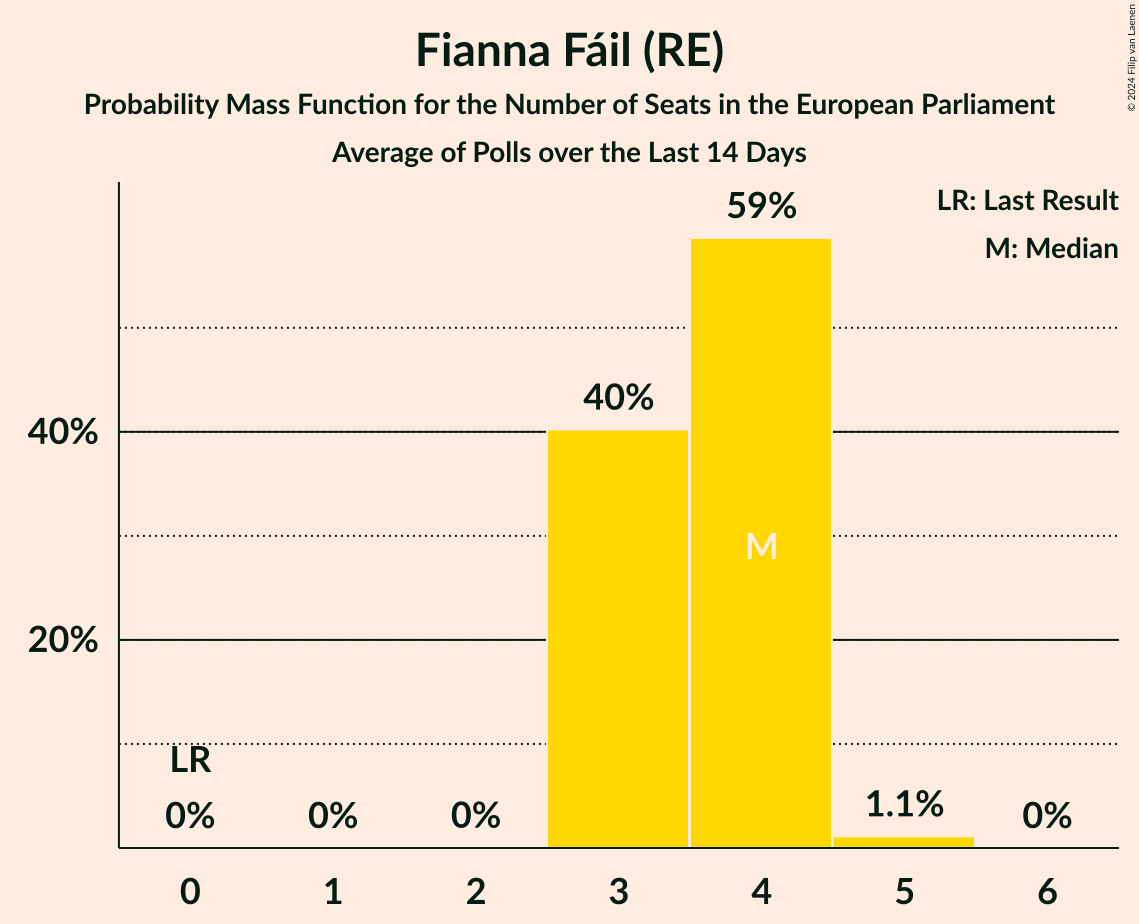 Fianna Fáil (RE)
Probability Mass Function for the Number of Seats in the European Parliament
Average of Polls over the Last 14 Days
© 2024 Filip van Laenen
LR: Last Result
M: Median
59%
40%
40%
M
20%
LR
0%
0%
0%
1.1%
0%
0
1
2
3
4
5
6